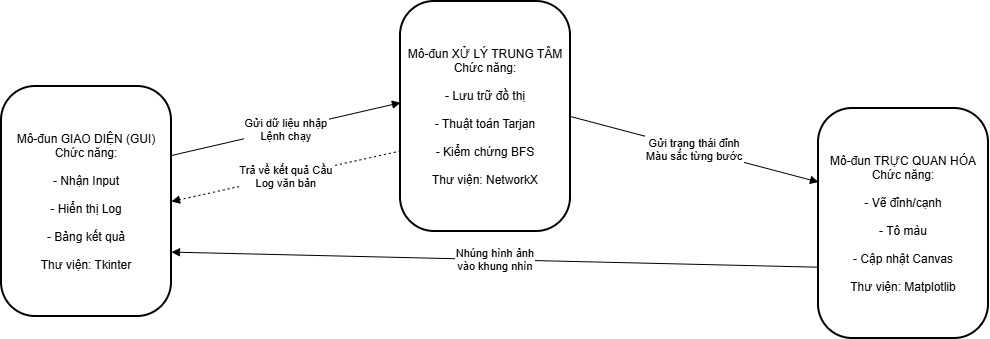 Mô-đun GIAO DIỆN (GUI)
Chức năng:
- Nhận Input
- Hiển thị Log
- Bảng kết quả
Thư viện: Tkinter
Gửi dữ liệu nhập
Lệnh chạy
Trả về kết quả Cầu
Log văn bản
Mô-đun XỬ LÝ TRUNG TÂM
Chức năng:
- Lưu trữ đồ thị
- Thuật toán Tarjan
- Kiểm chứng BFS
Thư viện: NetworkX
Gửi trạng thái đỉnh
Màu sắc từng bước
Nhúng hình ảnh
vào khung nhìn
Mô-đun TRỰC QUAN HÓA
Chức năng:
- Vẽ đỉnh/cạnh
- Tô màu
- Cập nhật Canvas
Thư viện: Matplotlib